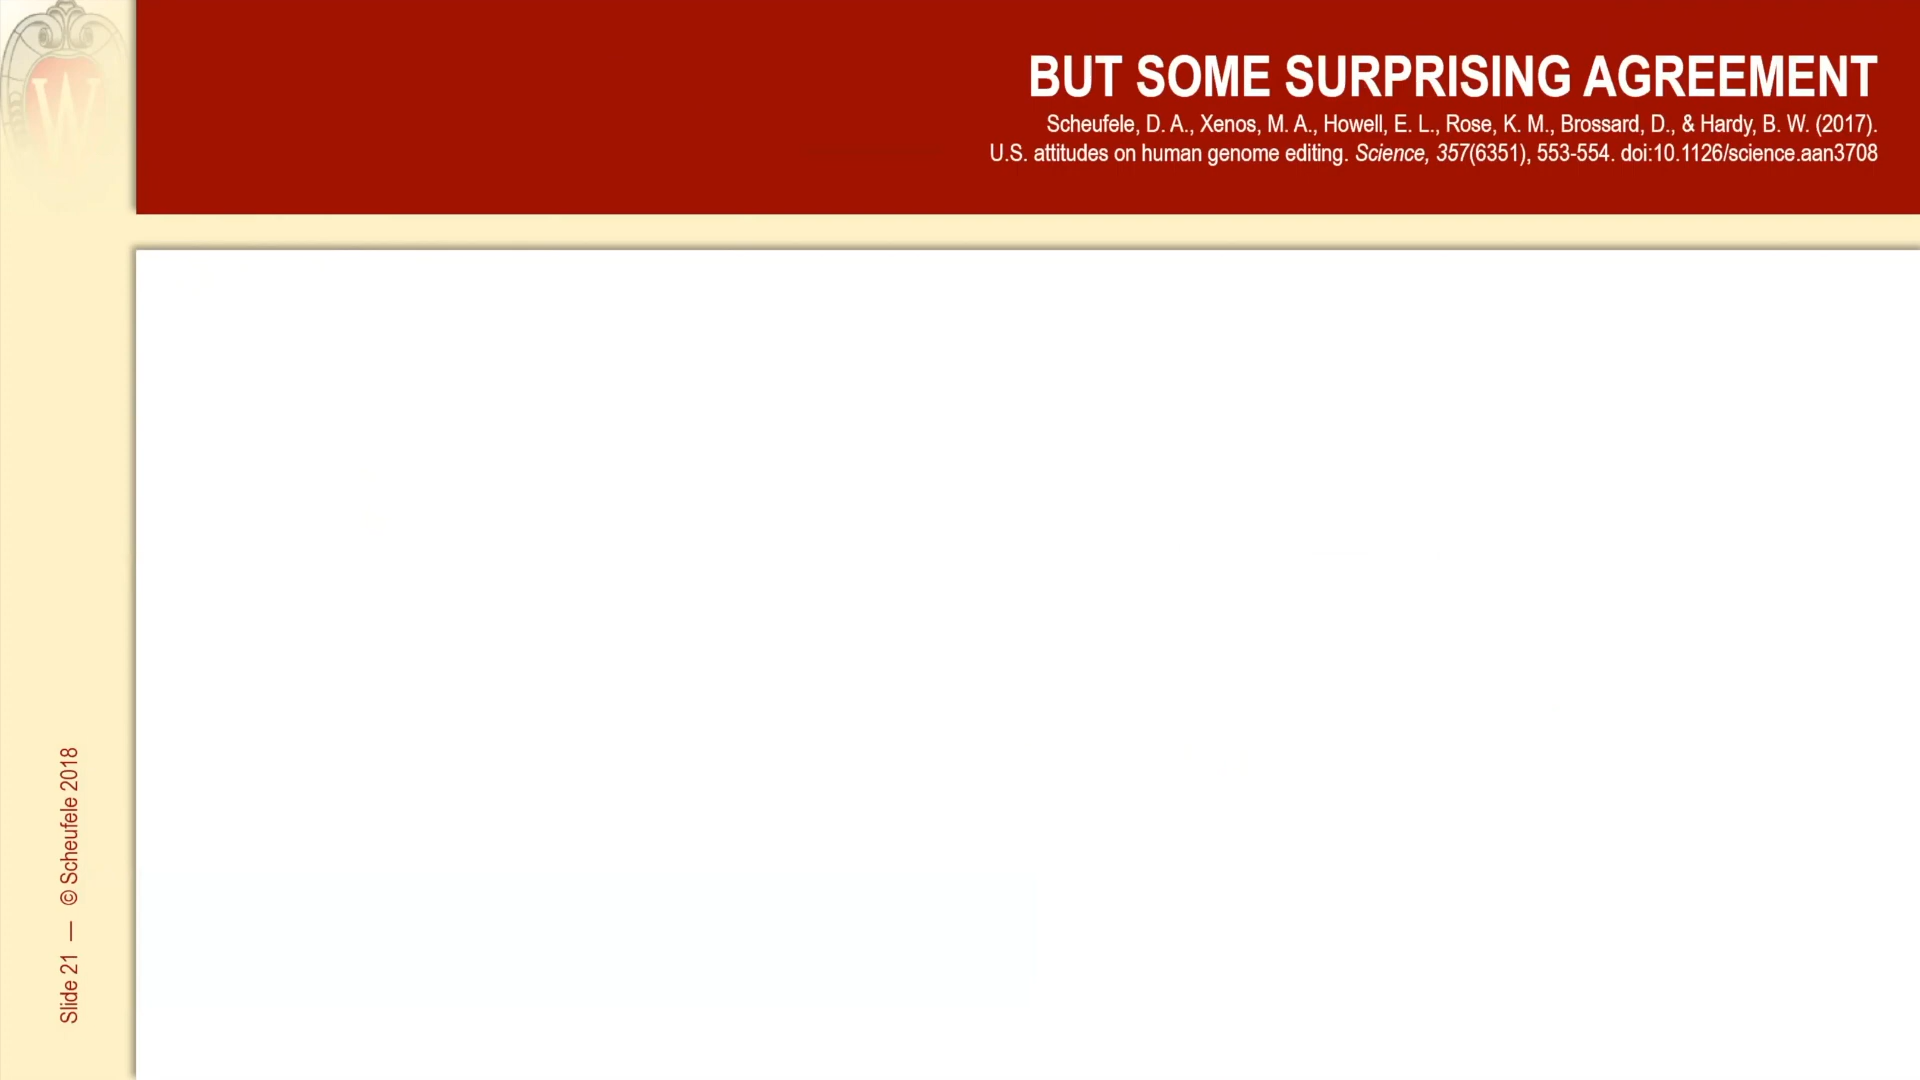 BUT SOME SURPRISING AGREEMENT
Scheufele, D. A., Xenos, M. A., Howell, E. L., Rose, K. M., Brossard, D., & Hardy, B. W. (2017).
U.S. attitudes on human genome editing. Science, 357(6351), 553-554. doi:10.1126/science.aan3708
W
Slide 21 — © Scheufele 2018